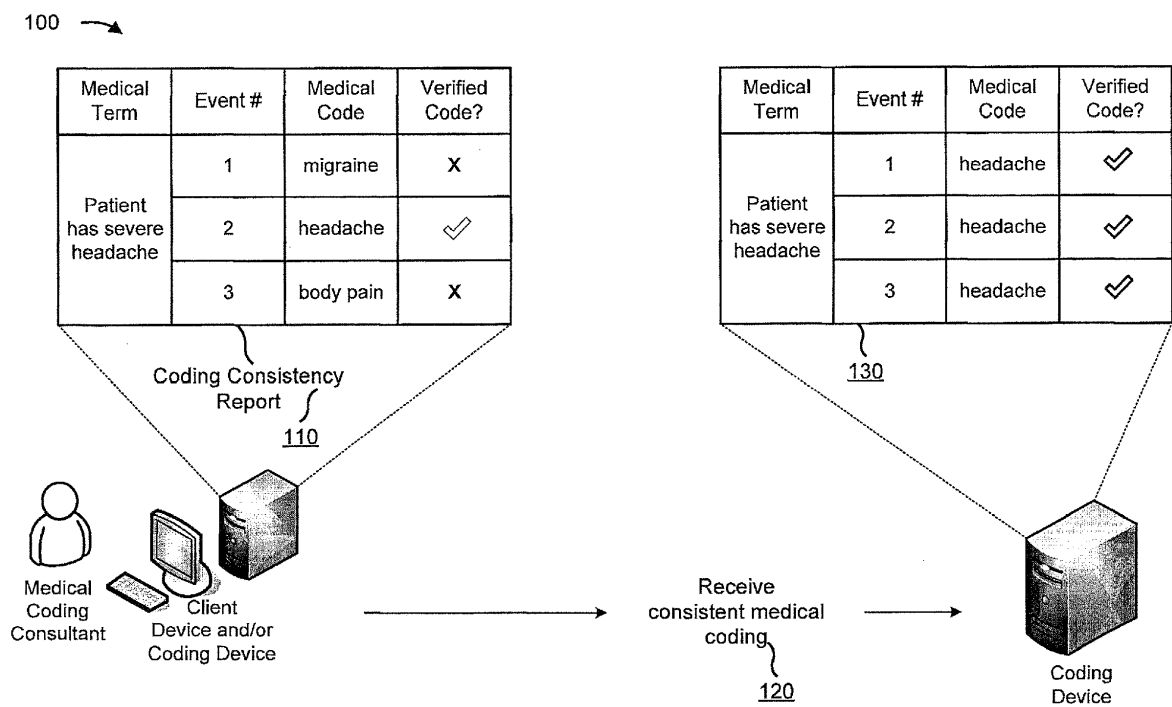 100
Medical
Term
Event #
Medical
Code
Verified
Code?
Patient
has severe
headache
1
migraine
X
2
headache
3
body pain
X
Coding Consistency
Report
110
Medical
Term
Event #
Medical
Code
Verified
Code?
Patient
has severe
headache
1
headache
2
headache
3
headache
130
Medical
Coding
Consultant
Client
Device and/or
Coding Device
Receive
consistent medical
coding
120
Coding
Device